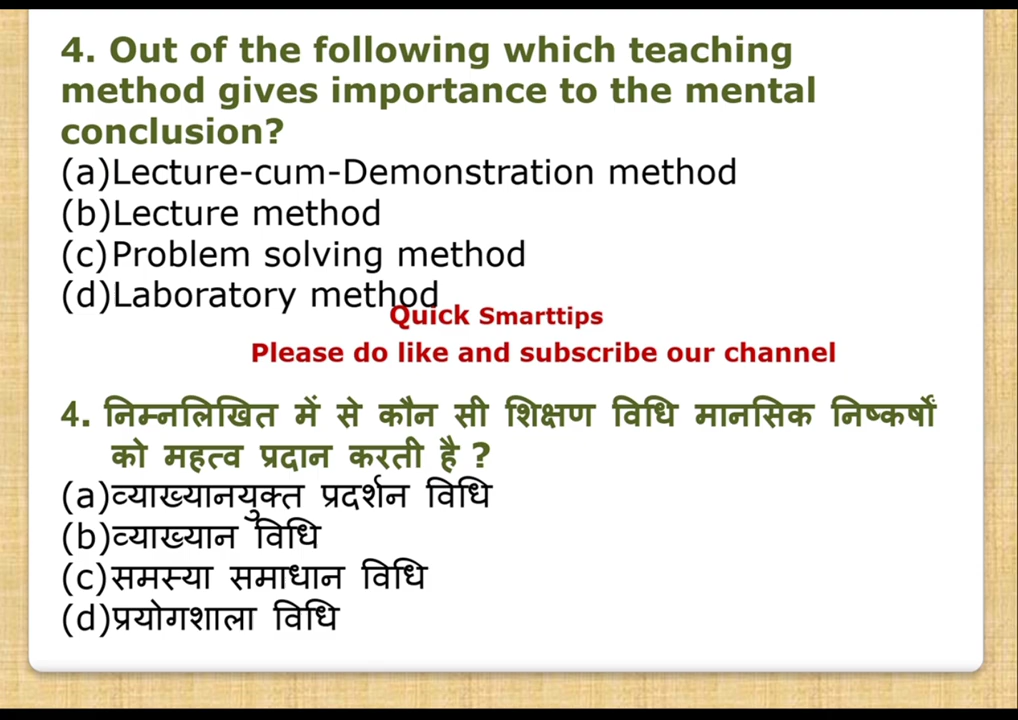 4. Out of the following which teaching
method gives importance to the mental
conclusion?
(a)Lecture-cum-Demonstration method
(b)Lecture method
(c)Problem solving method
(d)Laboratory method
Quick Smarttips
Please do like and subscribe our channel
4. निम्नलिखित में से कौन सी शिक्षण विधि मानसिक निष्कर्षों
को महत्व प्रदान करती है ?
(a)व्याख्यानयुक्त प्रदर्शन विधि
(b)व्याख्यान विधि
(c)समस्या समाधान विधि
(d)प्रयोगशाला विधि